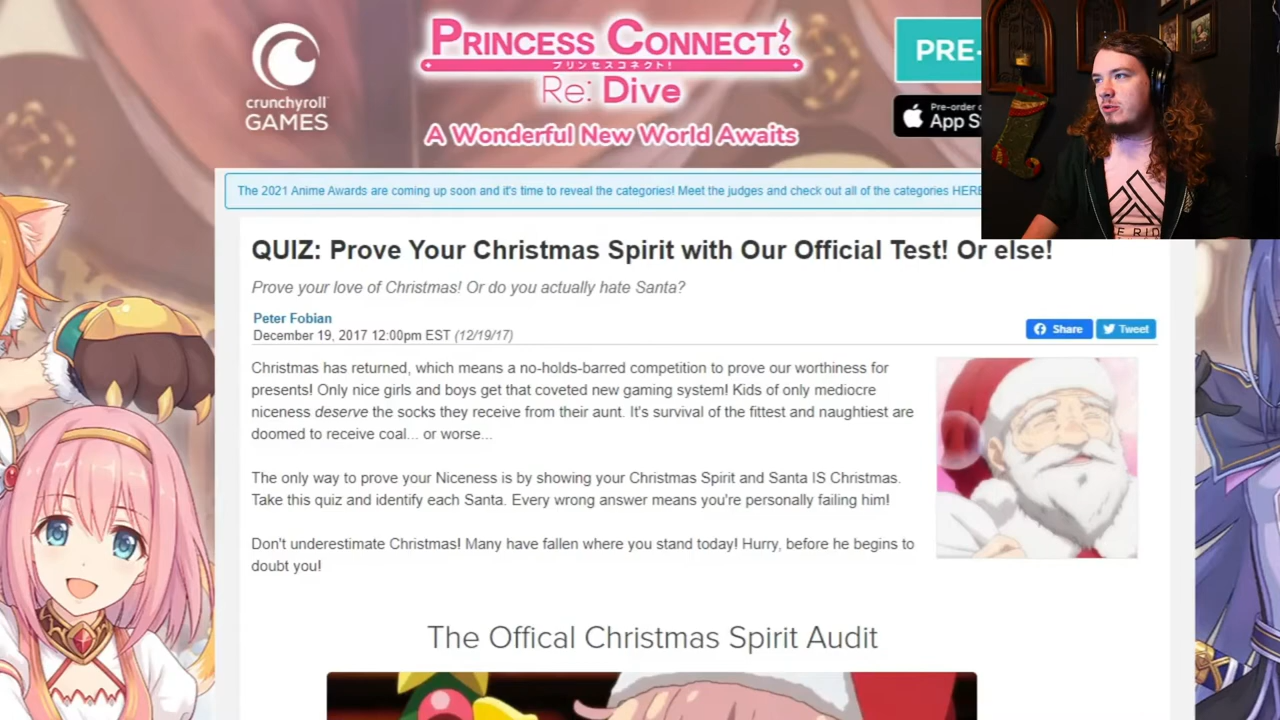 crunchyroll
GAMES
PRINCESS CONNECT!
プリンセスコネクト!
Re: Dive
A Wonderful New World Awaits
PRE-
Pre-order
App S
The 2021 Anime Awards are coming up soon and it's time to reveal the categories! Meet the judges and check out all of the categories HERE
QUIZ: Prove Your Christmas Spirit with Our Official Test! Or else!
Prove your love of Christmas! Or do you actually hate Santa?
Peter Fobian
December 19, 2017 12:00pm EST (12/19/17)
Share
Tweet
Christmas has returned, which means a no-holds-barred competition to prove our worthiness for
presents! Only nice girls and boys get that coveted new gaming system! Kids of only mediocre
niceness deserve the socks they receive from their aunt. It's survival of the fittest and naughtiest are
doomed to receive coal... or worse...
The only way to prove your Niceness is by showing your Christmas Spirit and Santa IS Christmas.
Take this quiz and identify each Santa. Every wrong answer means you're personally failing him!
Don't underestimate Christmas! Many have fallen where you stand today! Hurry, before he begins to
doubt you!
The Offical Christmas Spirit Audit